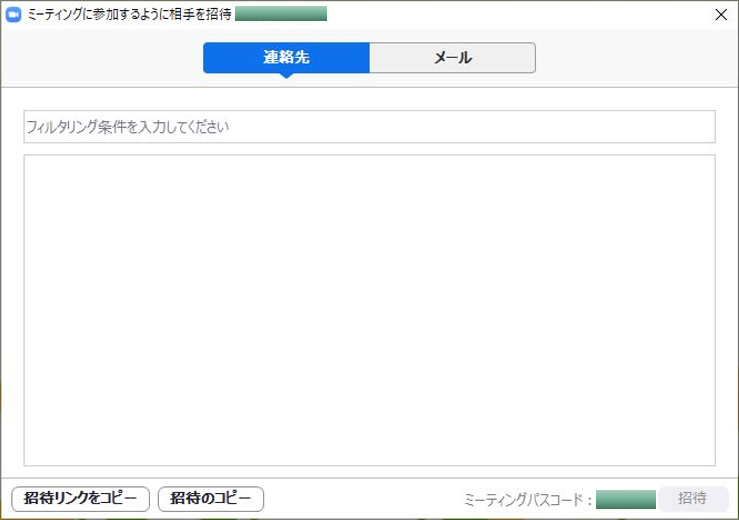 ミーティングに参加するように相手を招待
連絡先
メール
フィルタリング条件を入力してください
招待リンクをコピー
招待のコピー
ミーティングパスコード：
招待